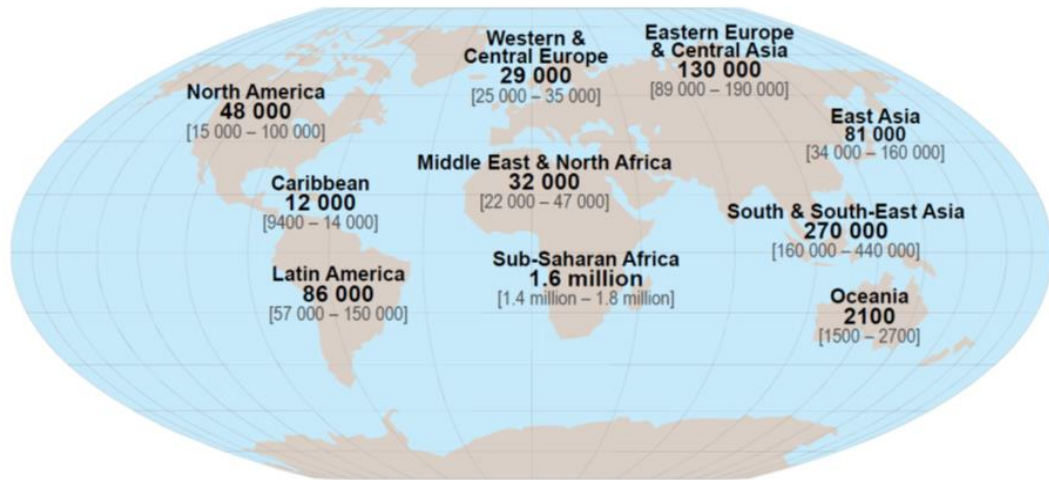 Western &
Central Europe
29 000
[25 000 – 35 000]
Eastern Europe
& Central Asia
130 000
[89 000 – 190 000]
North America
48 000
[15 000 – 100 000]
East Asia
81 000
[34 000 – 160 000]
Middle East & North Africa
32 000
[22 000 – 47 000]
Caribbean
12 000
[9400 – 14 000]
South & South-East Asia
270 000
[160 000 – 440 000]
Sub-Saharan Africa
1.6 million
[1.4 million – 1.8 million]
Latin America
86 000
[57 000 – 150 000]
Oceania
2100
[1500 – 2700]